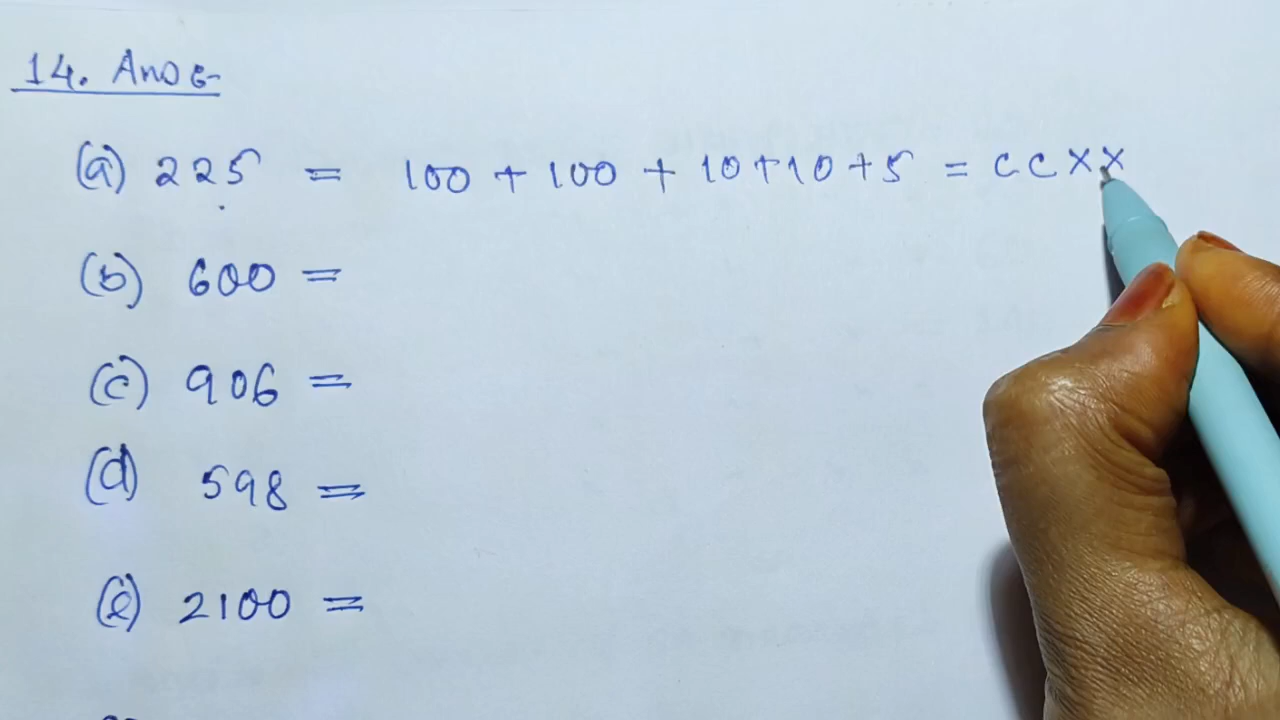 14. Ans:-
(a) 225 = 100 + 100 + 10 + 10 + 5 = CCXX
(b) 600 =
(c) 906 =
(d) 598 =
(e) 2100 =